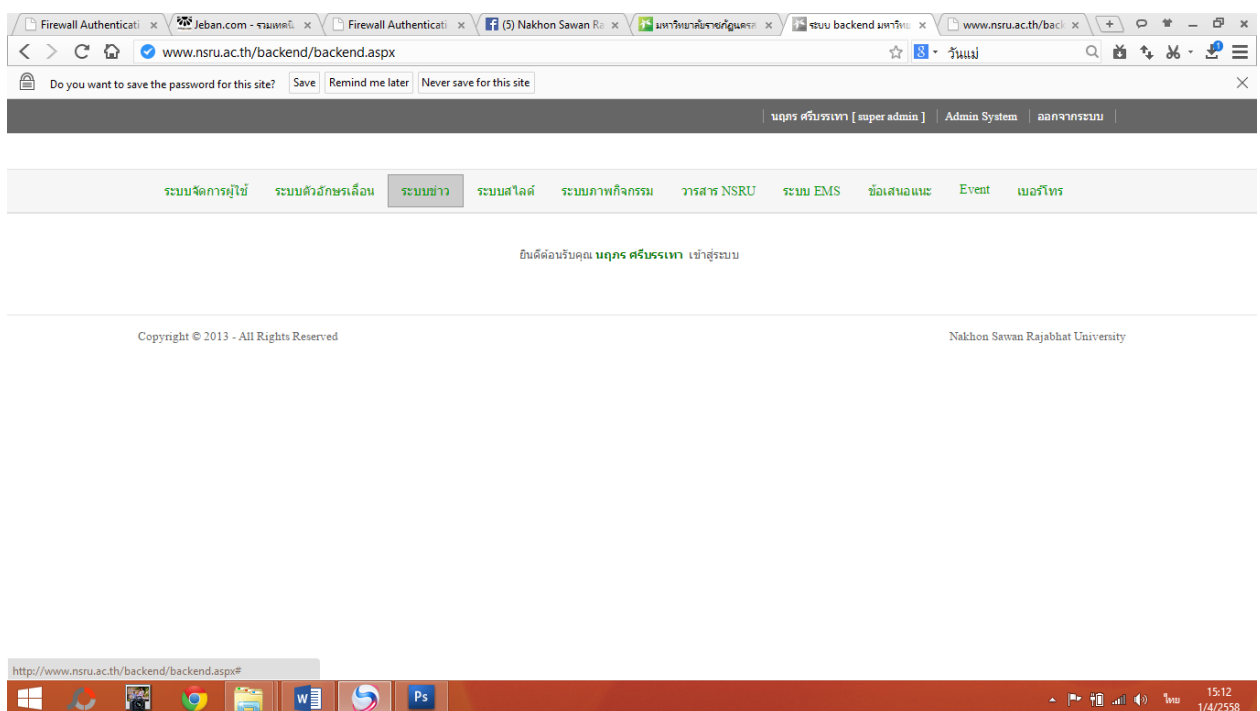 Firewall Authenticati
Jeban.com - รวมเทคนิ
Firewall Authenticati
(5) Nakhon Sawan Ra
มหาวิทยาลัยราชภัฏนครส
ระบบ backend มหาวิทย
www.nsru.ac.th/back
www.nsru.ac.th/backend/backend.aspx
8
วันแม่
1
Do you want to save the password for this site? Save Remind me later Never save for this site
นฤภร ศรีบรรเทา [ super admin ] Admin System ออกจากระบบ
ระบบจัดการผู้ใช้ ระบบตัวอักษรเลื่อน ระบบข่าว ระบบสไลด์ ระบบภาพกิจกรรม วารสาร NSRU ระบบ EMS ข้อเสนอแนะ Event เบอร์โทร
ยินดีต้อนรับคุณ นฤภร ศรีบรรเทา เข้าสู่ระบบ
Copyright © 2013 - All Rights Reserved
Nakhon Sawan Rajabhat University
http://www.nsru.ac.th/backend/backend.aspx#
Ps
ไทย
15:12
1/4/2558